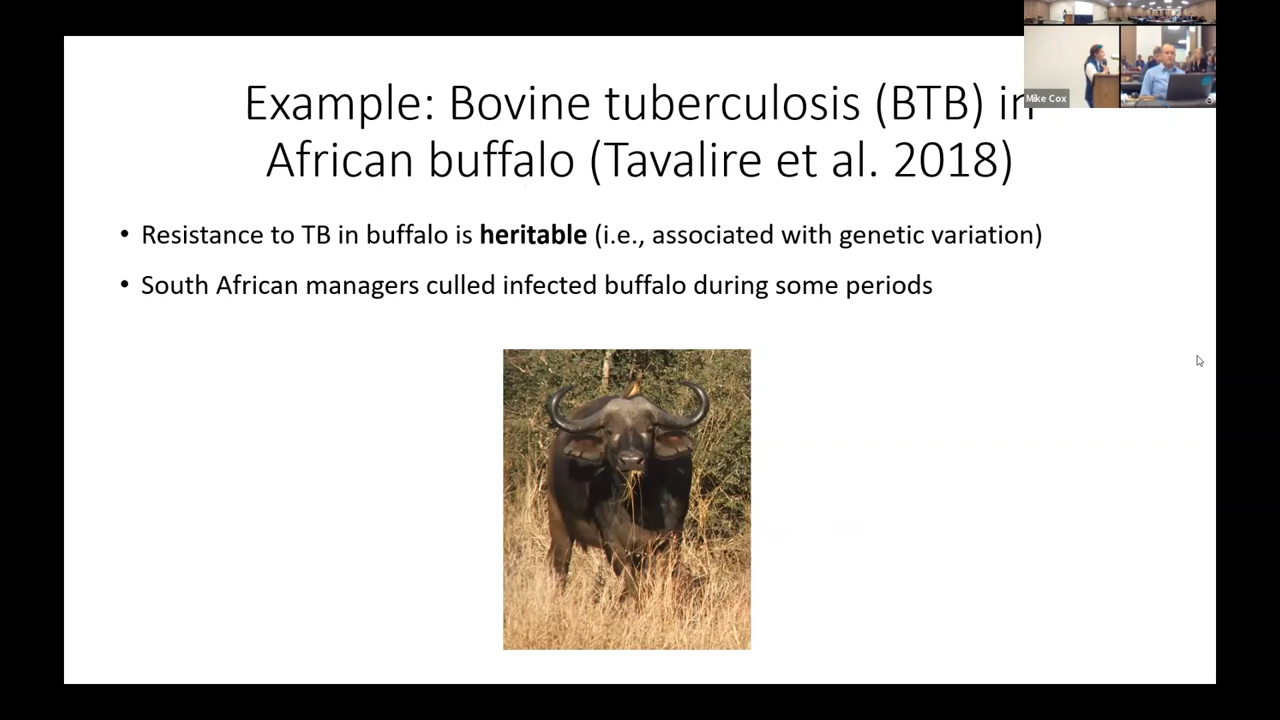 Example: Bovine tuberculosis (BTB) in
African buffalo (Tavalire et al. 2018)
• Resistance to TB in buffalo is heritable (i.e., associated with genetic variation)
• South African managers culled infected buffalo during some periods
Mike Cox